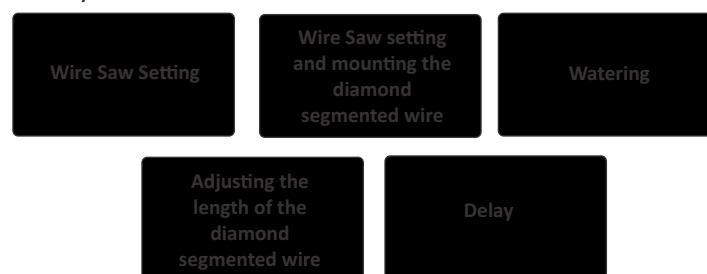 Wire Saw Setting
Wire Saw setting
and mounting the
diamond
segmented wire
Watering
Adjusting the
length of the
diamond
segmented wire
Delay